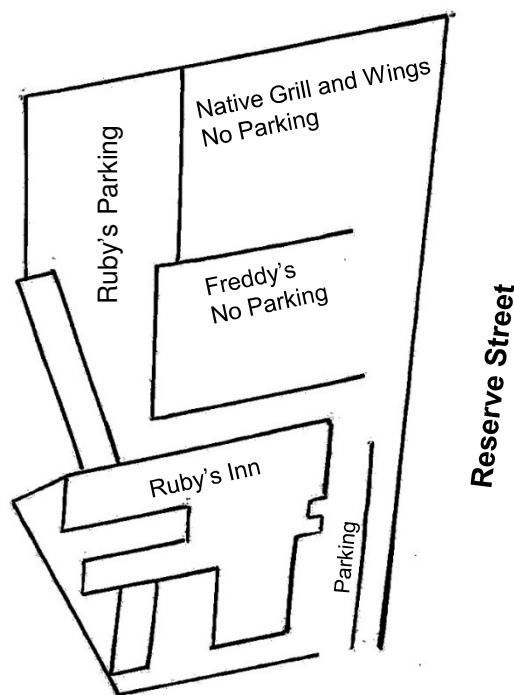 Native Grill and Wings
No Parking
Ruby's Parking
Freddy's
No Parking
Reserve Street
Ruby's Inn
Parking